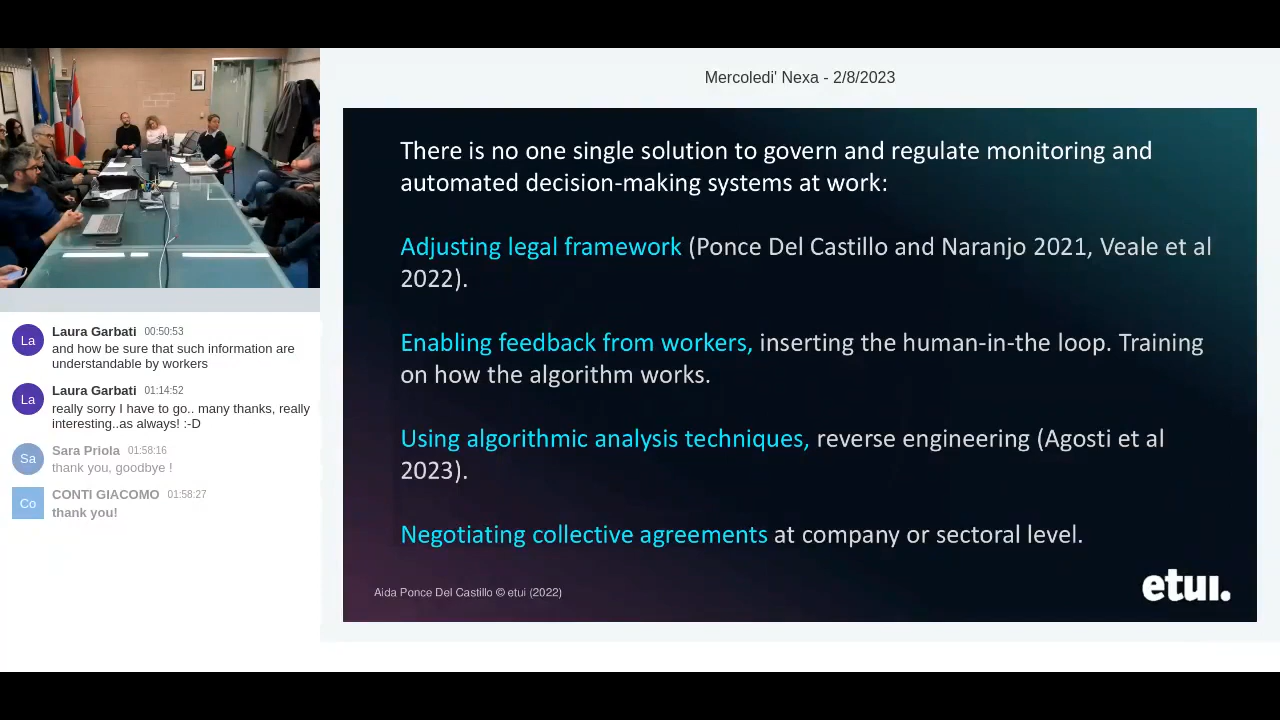 Mercoledi' Nexa - 2/8/2023
There is no one single solution to govern and regulate monitoring and
automated decision-making systems at work:
Adjusting legal framework (Ponce Del Castillo and Naranjo 2021, Veale et al
2022).
Enabling feedback from workers, inserting the human-in-the loop. Training
on how the algorithm works.
Using algorithmic analysis techniques, reverse engineering (Agosti et al
2023).
Negotiating collective agreements at company or sectoral level.
Aida Ponce Del Castillo © etui (2022)
etui.
La
Laura Garbati 00:50:53
and how be sure that such information are
understandable by workers
La
Laura Garbati 01:14:52
really sorry I have to go.. many thanks, really
interesting..as always! :-D
Sa
Sara Priola 01:58:16
thank you, goodbye !
Co
CONTI GIACOMO 01:58:27
thank you!